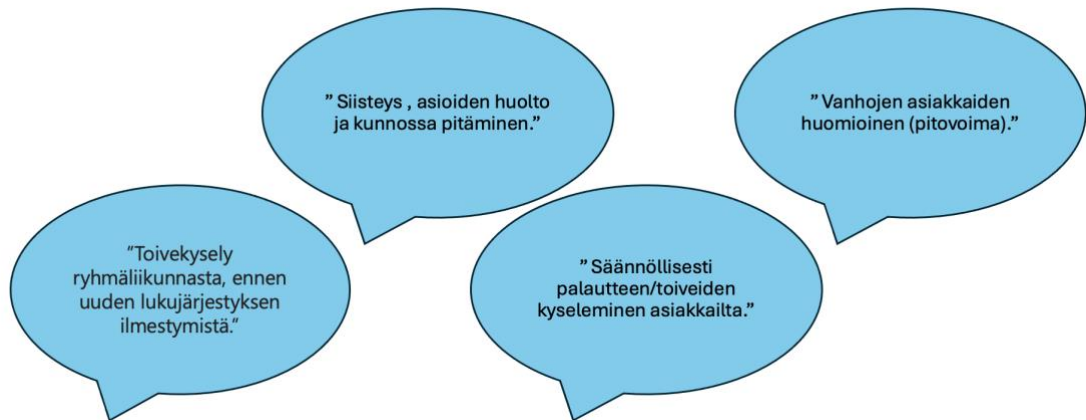 ” Siisteys , asioiden huolto
ja kunnossa pitäminen.”
” Vanhojen asiakkaiden
huomioinen (pitovoima).”
“Toivekysely
ryhmäliikunnasta, ennen
uuden lukujärjestyksen
ilmestymistä.“
” Säännöllisesti
palautteen/toiveiden
kyseleminen asiakkailta.”